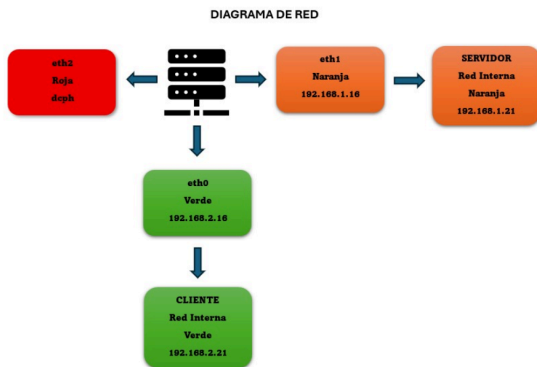 DIAGRAMA DE RED
eth2
Roja
dcph
eth1
Naranja
192.168.1.16
SERVIDOR
Red Interna
Naranja
192.168.1.21
eth0
Verde
192.168.2.16
CLIENTE
Red Interna
Verde
192.168.2.21